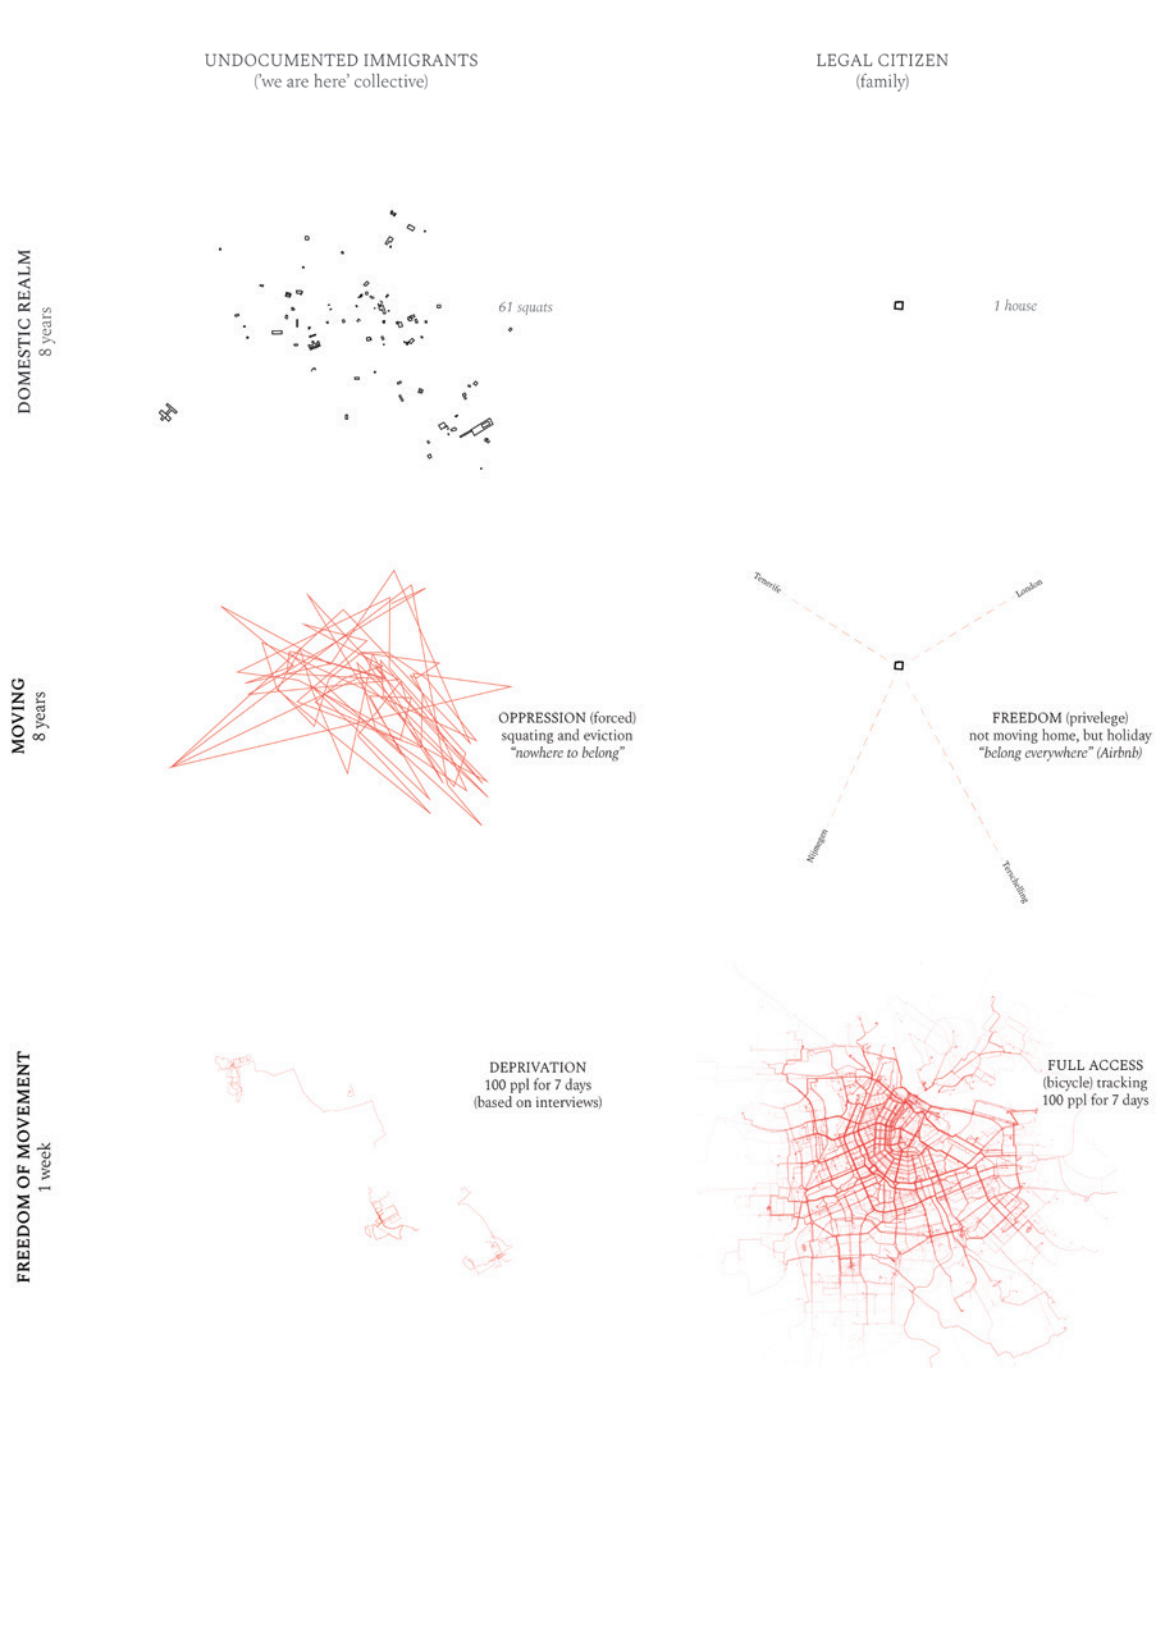 UNDOCUMENTED IMMIGRANTS
('we are here' collective)
LEGAL CITIZEN
(family)
DOMESTIC REALM
8 years
61 squats
1 house
MOVING
8 years
OPPRESSION (forced)
squating and eviction
“nowhere to belong”
Tenerife
London
Nijmegen
Terschelling
FREEDOM (privelege)
not moving home, but holiday
“belong everywhere” (Airbnb)
FREEDOM OF MOVEMENT
1 week
DEPRIVATION
100 ppl for 7 days
(based on interviews)
FULL ACCESS
(bicycle) tracking
100 ppl for 7 days